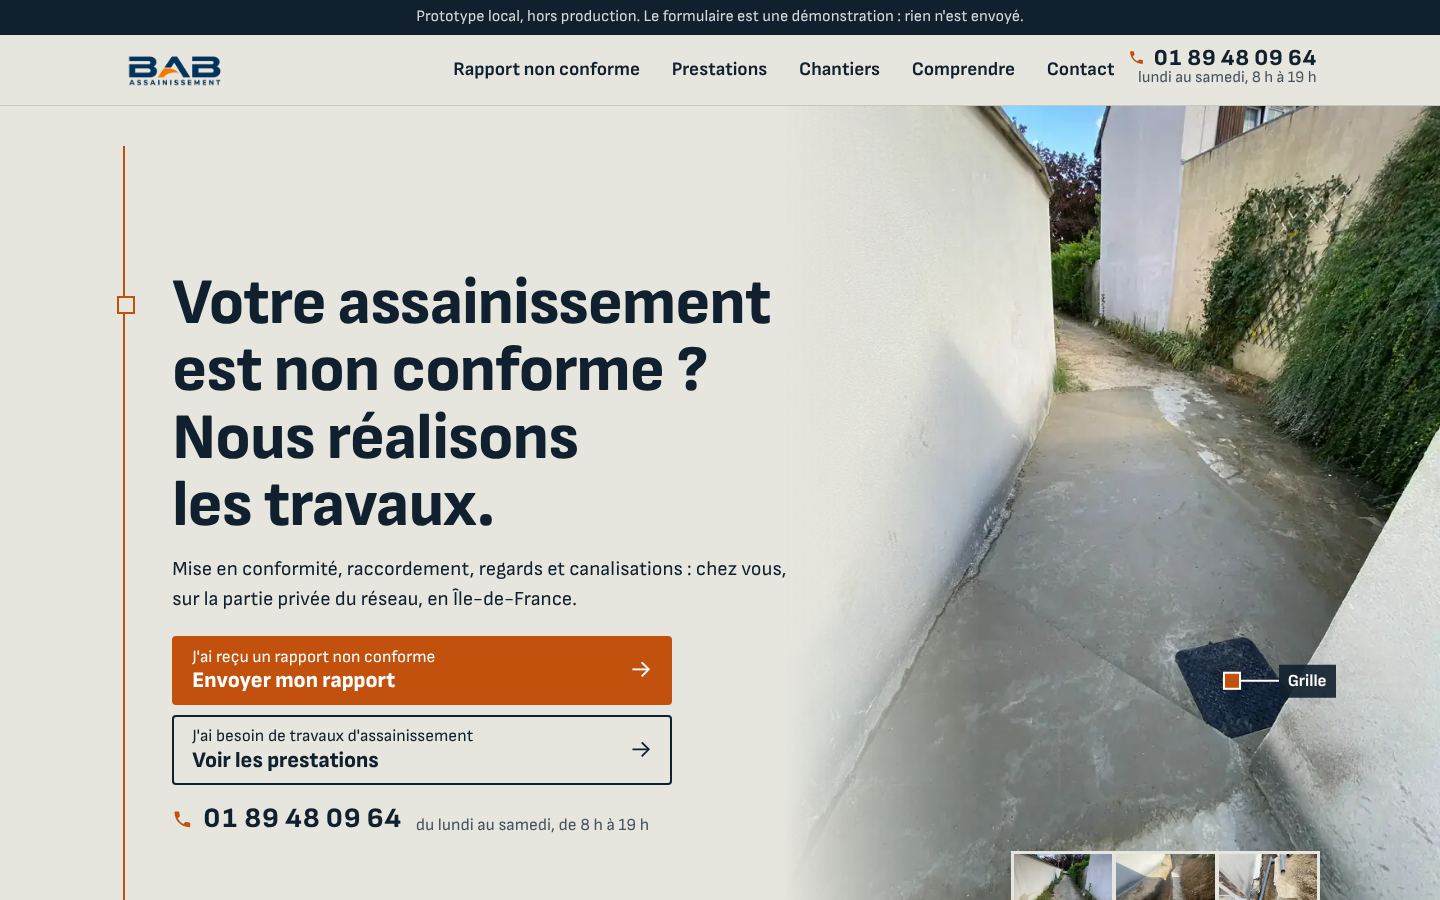 Prototype local, hors production. Le formulaire est une démonstration : rien n'est envoyé.
BAB
ASSAINISSEMENT
Rapport non conforme
Prestations
Chantiers
Comprendre
Contact
01 89 48 09 64
lundi au samedi, 8 h à 19 h
Votre assainissement
est non conforme ?
Nous réalisons
les travaux.
Mise en conformité, raccordement, regards et canalisations : chez vous,
sur la partie privée du réseau, en Île-de-France.
J'ai reçu un rapport non conforme
Envoyer mon rapport
J'ai besoin de travaux d'assainissement
Voir les prestations
01 89 48 09 64
du lundi au samedi, de 8 h à 19 h
Grille